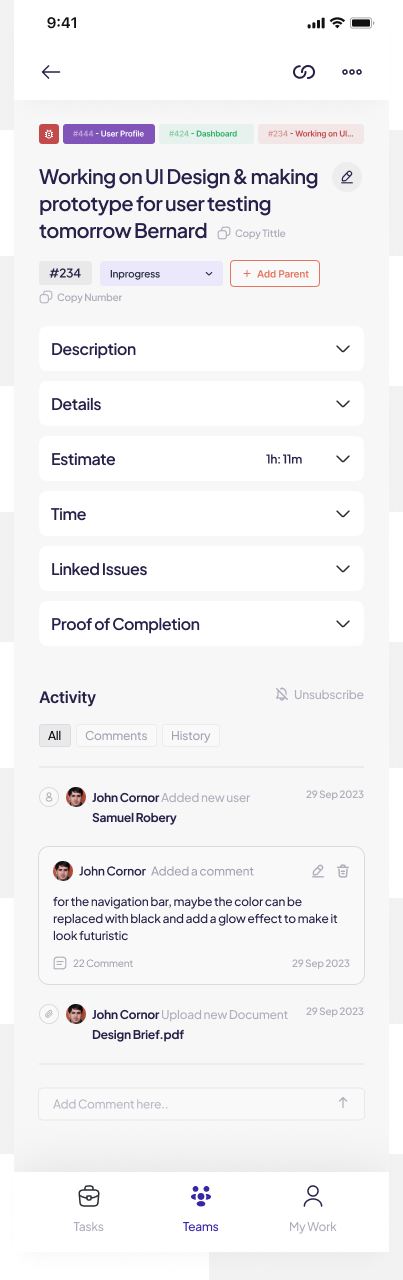 9:41
#444 - User Profile #424 - Dashboard #234 - Working on UI...
Working on UI Design & making
prototype for user testing
tomorrow Bernard Copy Tittle
#234 Inprogress + Add Parent
Copy Number
Description
Details
Estimate 1h: 11m
Time
Linked Issues
Proof of Completion
Activity Unsubscribe
All Comments History
John Cornor Added new user 29 Sep 2023
Samuel Robery
John Cornor Added a comment
for the navigation bar, maybe the color can be
replaced with black and add a glow effect to make it
look futuristic
22 Comment 29 Sep 2023
John Cornor Upload new Document 29 Sep 2023
Design Brief.pdf
Add Comment here..
Tasks Teams My Work